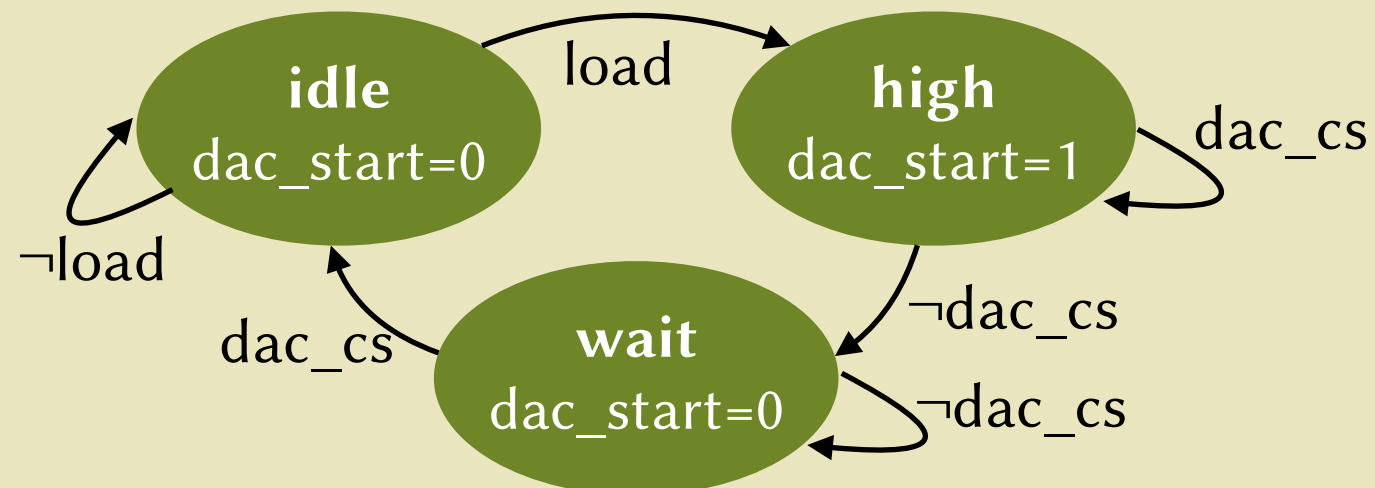 idle
dac_start=0
load
high
dac_start=1
dac_cs
¬load
dac_cs
wait
dac_start=0
¬dac_cs
¬dac_cs